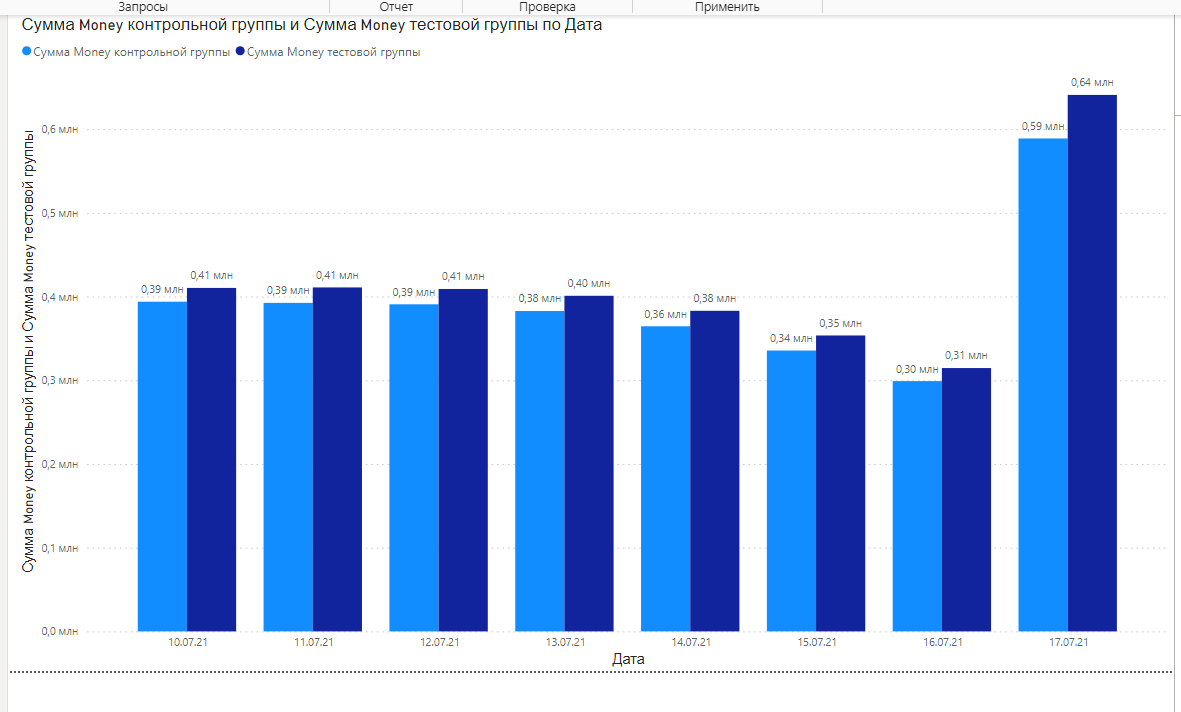 Запросы Отчет Проверка Применить
Сумма Money контрольной группы и Сумма Money тестовой группы по Дата
Сумма Money контрольной группы Сумма Money тестовой группы
Сумма Money контрольной группы и Сумма Money тестовой группы
0,6 млн
0,5 млн
0,4 млн
0,3 млн
0,2 млн
0,1 млн
0,0 млн
0,39 млн 0,41 млн
0,39 млн 0,41 млн
0,39 млн 0,41 млн
0,38 млн 0,40 млн
0,36 млн 0,38 млн
0,34 млн 0,35 млн
0,30 млн 0,31 млн
0,59 млн 0,64 млн
10.07.21 11.07.21 12.07.21 13.07.21 14.07.21 15.07.21 16.07.21 17.07.21
Дата